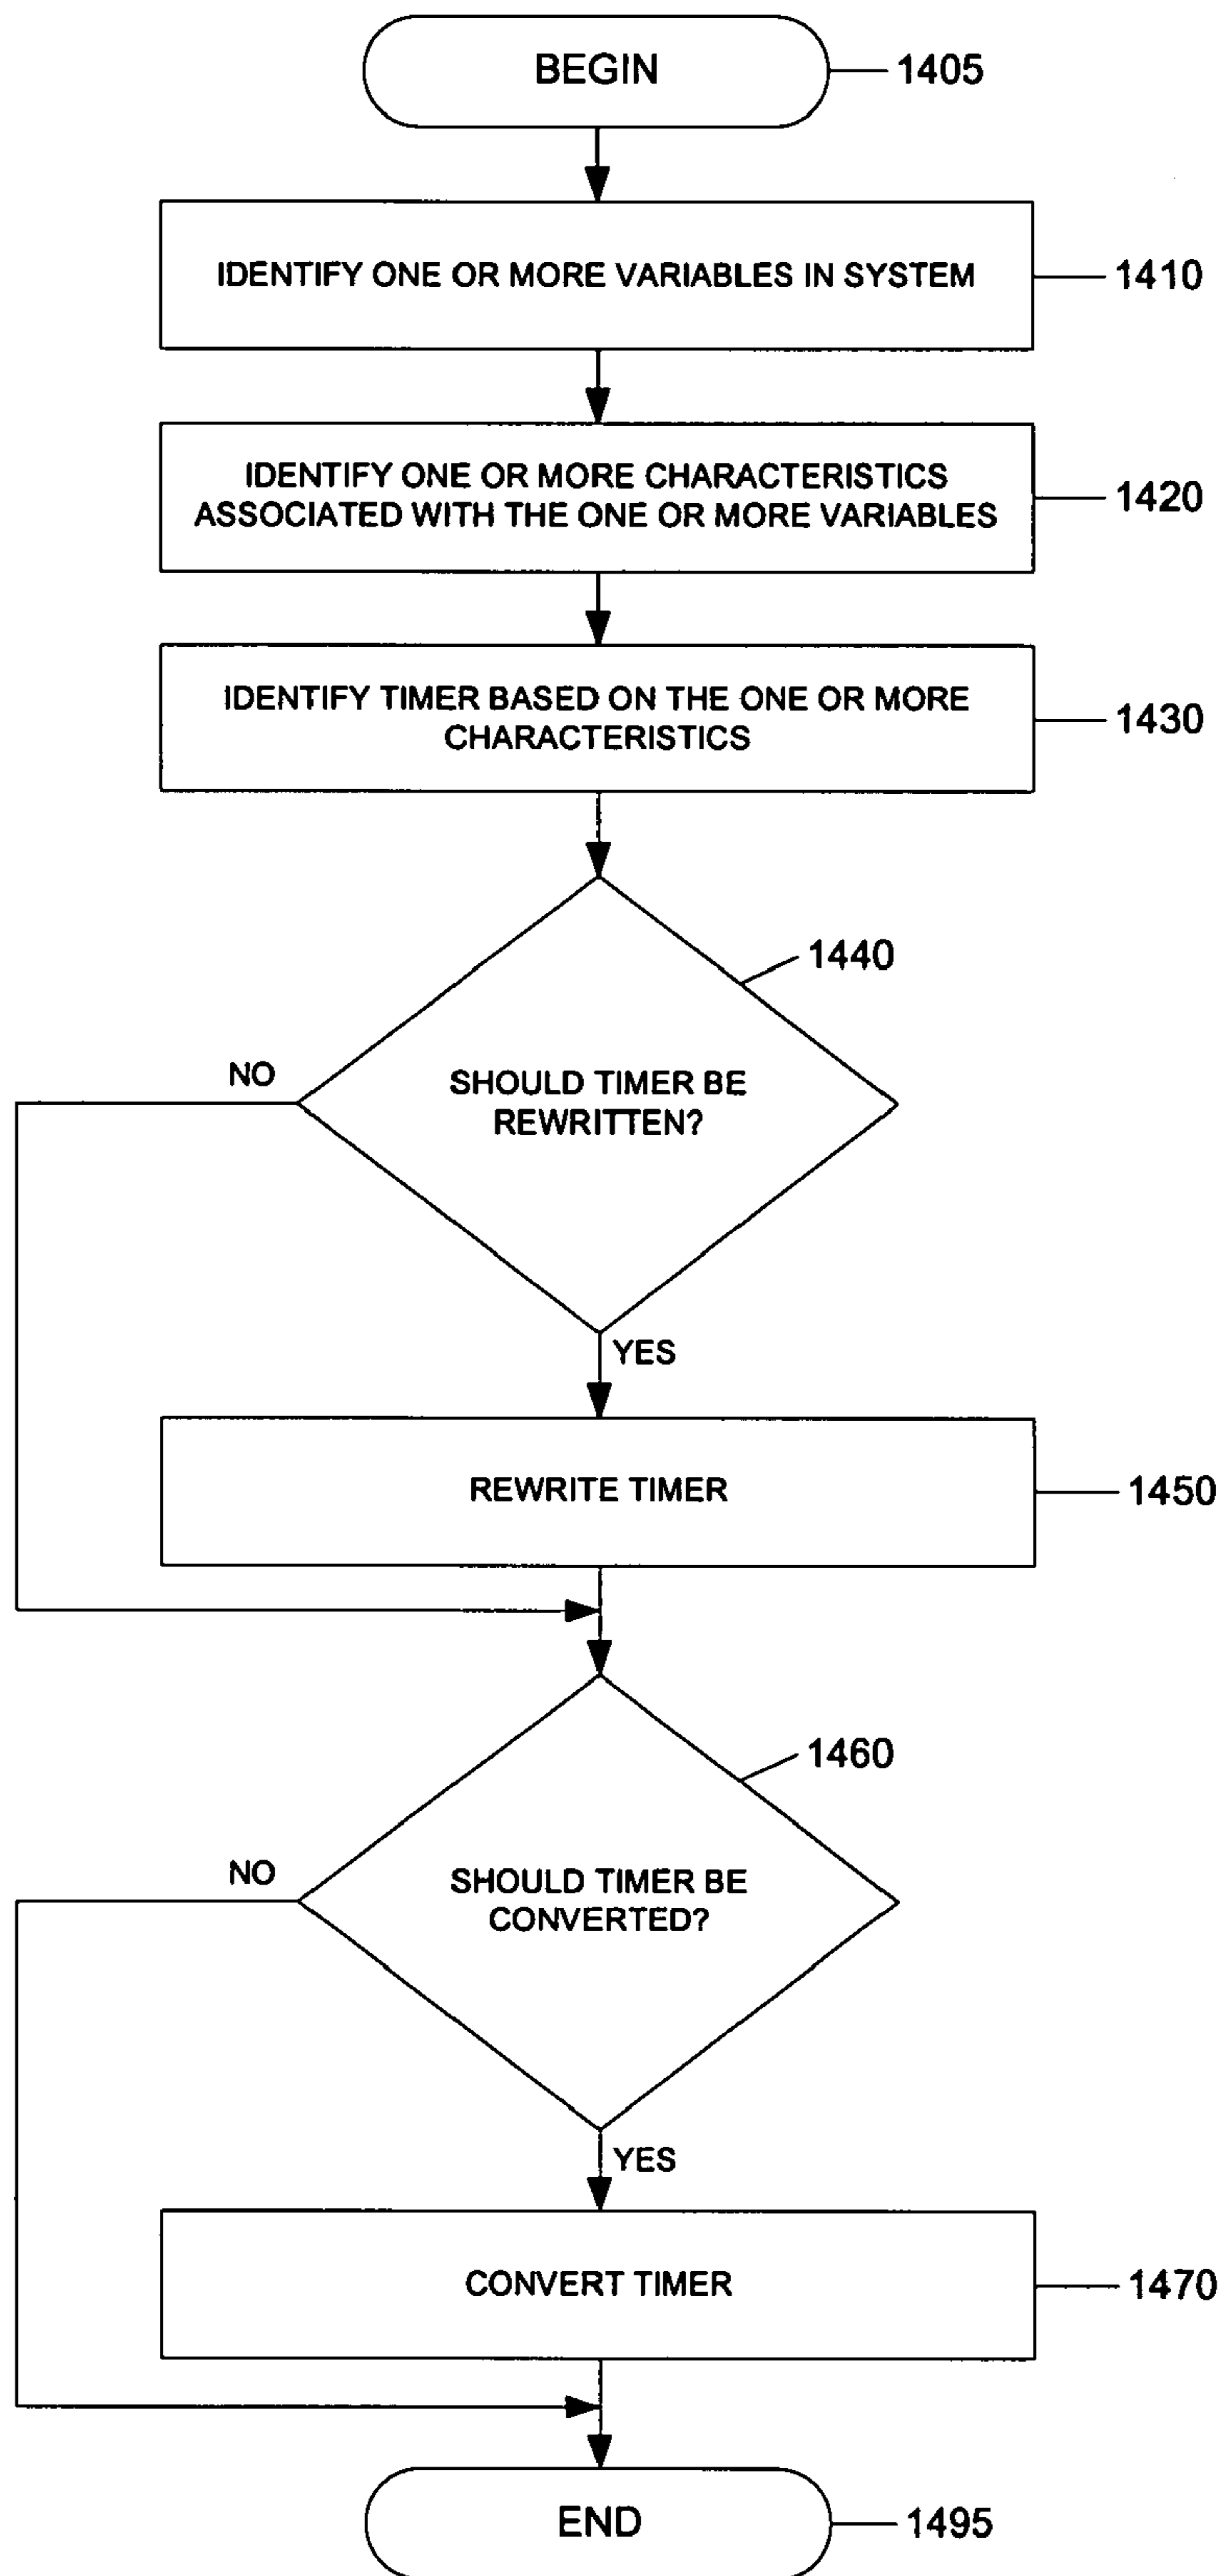 BEGIN
1405
IDENTIFY ONE OR MORE VARIABLES IN SYSTEM
1410
IDENTIFY ONE OR MORE CHARACTERISTICS
ASSOCIATED WITH THE ONE OR MORE VARIABLES
1420
IDENTIFY TIMER BASED ON THE ONE OR MORE
CHARACTERISTICS
1430
1440
NO
SHOULD TIMER BE
REWRITTEN?
YES
REWRITE TIMER
1450
1460
NO
SHOULD TIMER BE
CONVERTED?
YES
CONVERT TIMER
1470
END
1495